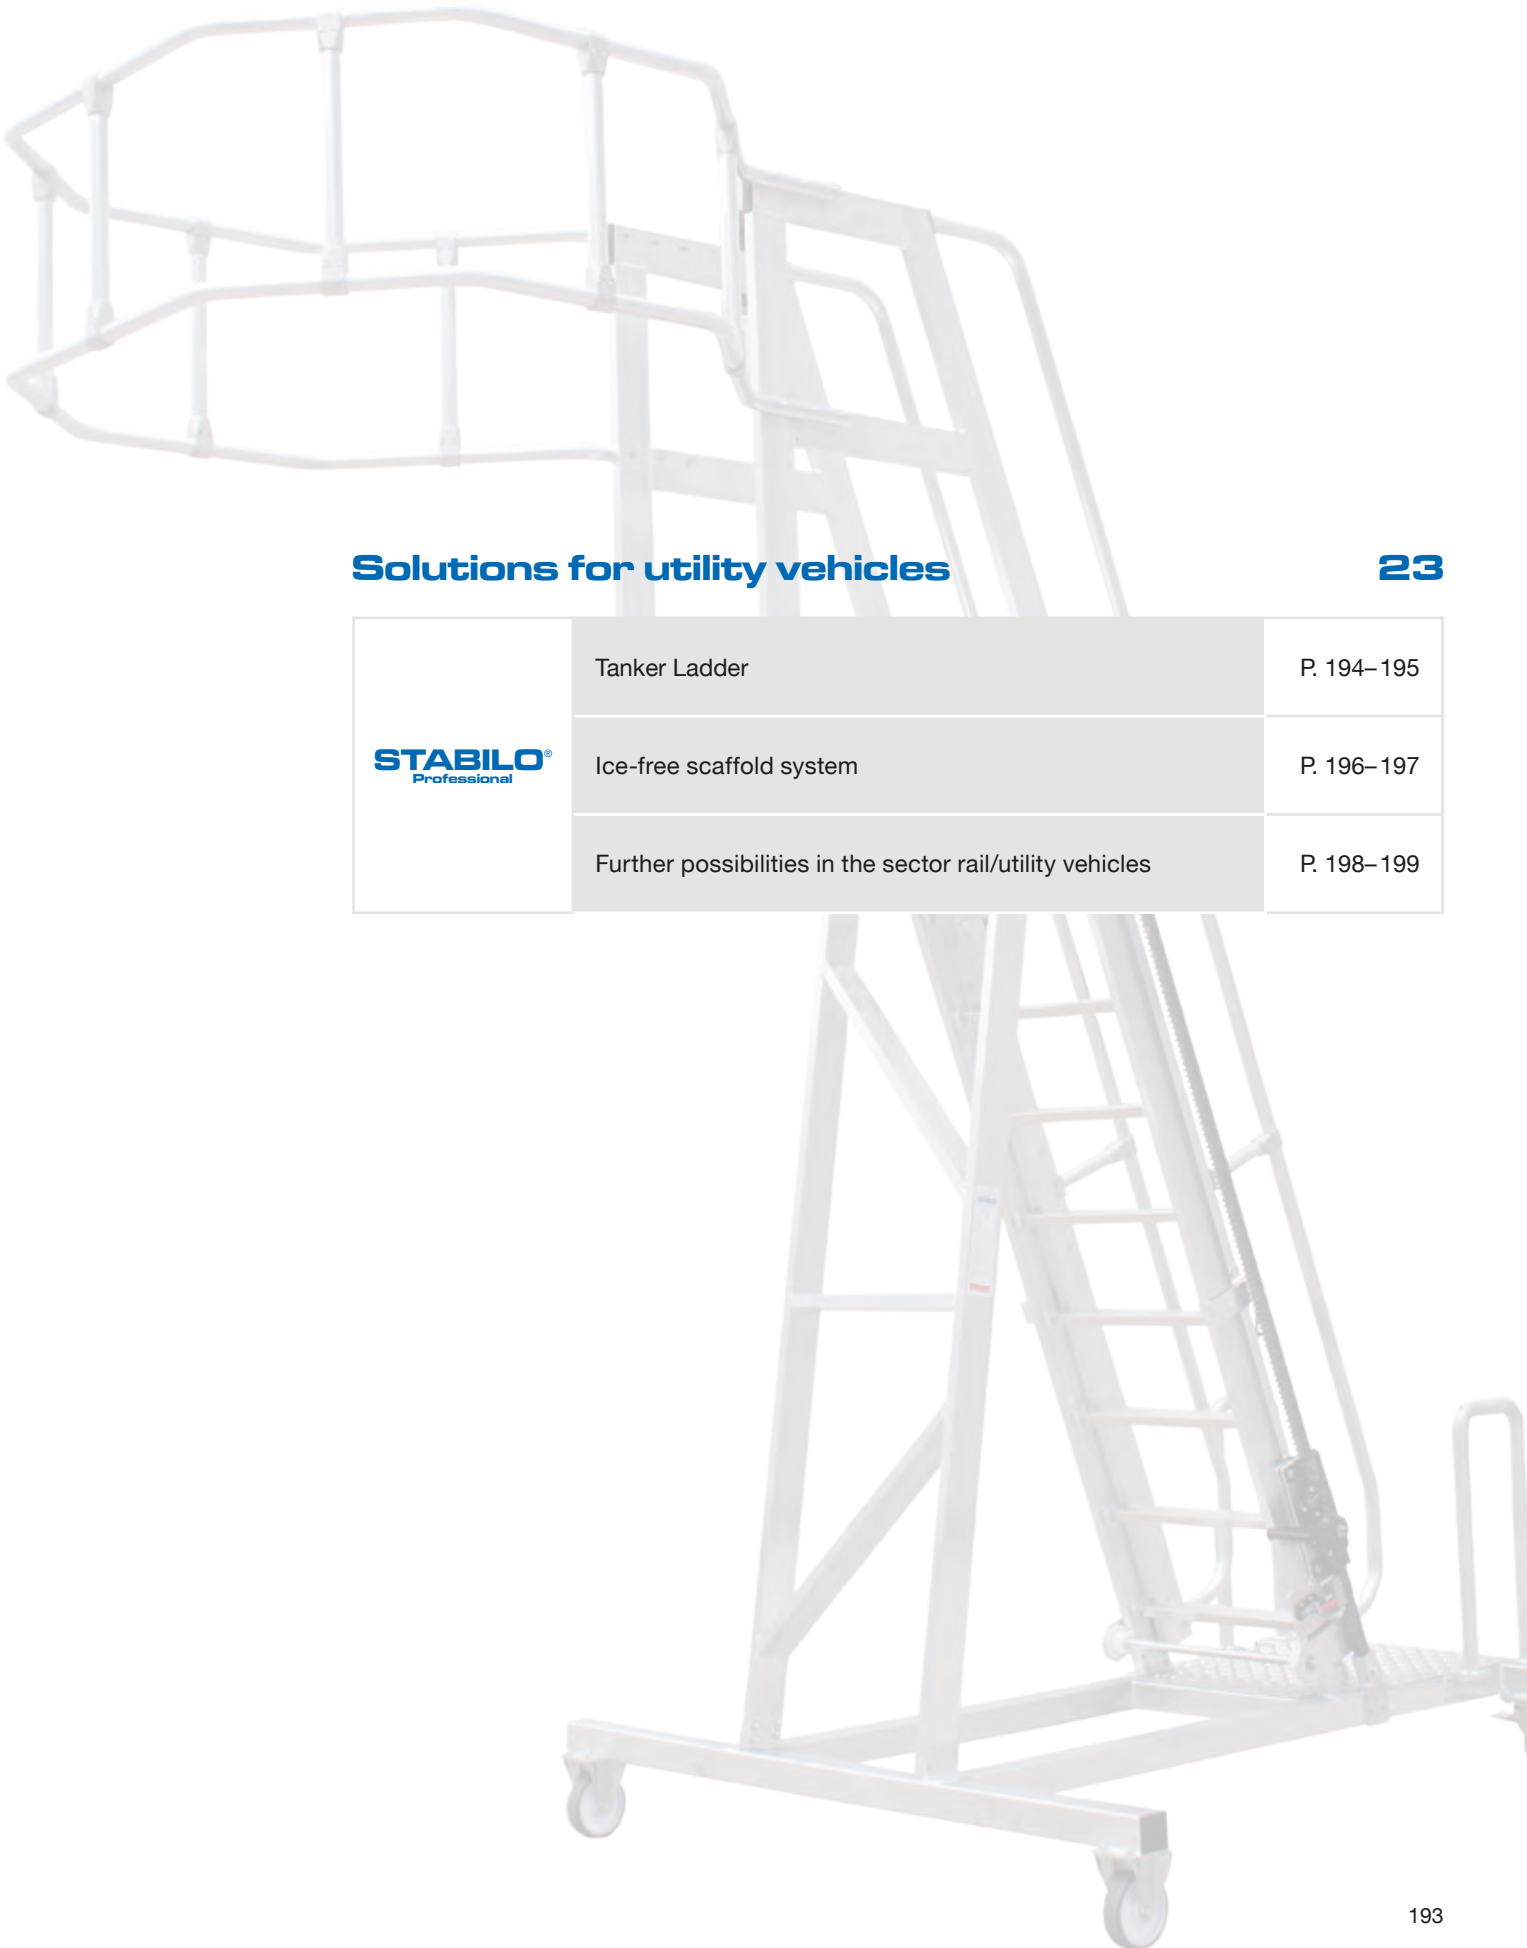 Solutions for utility vehicles 23
STABILO®
Professional
Tanker Ladder P. 194–195
Ice-free scaffold system P. 196–197
Further possibilities in the sector rail/utility vehicles P. 198–199
193